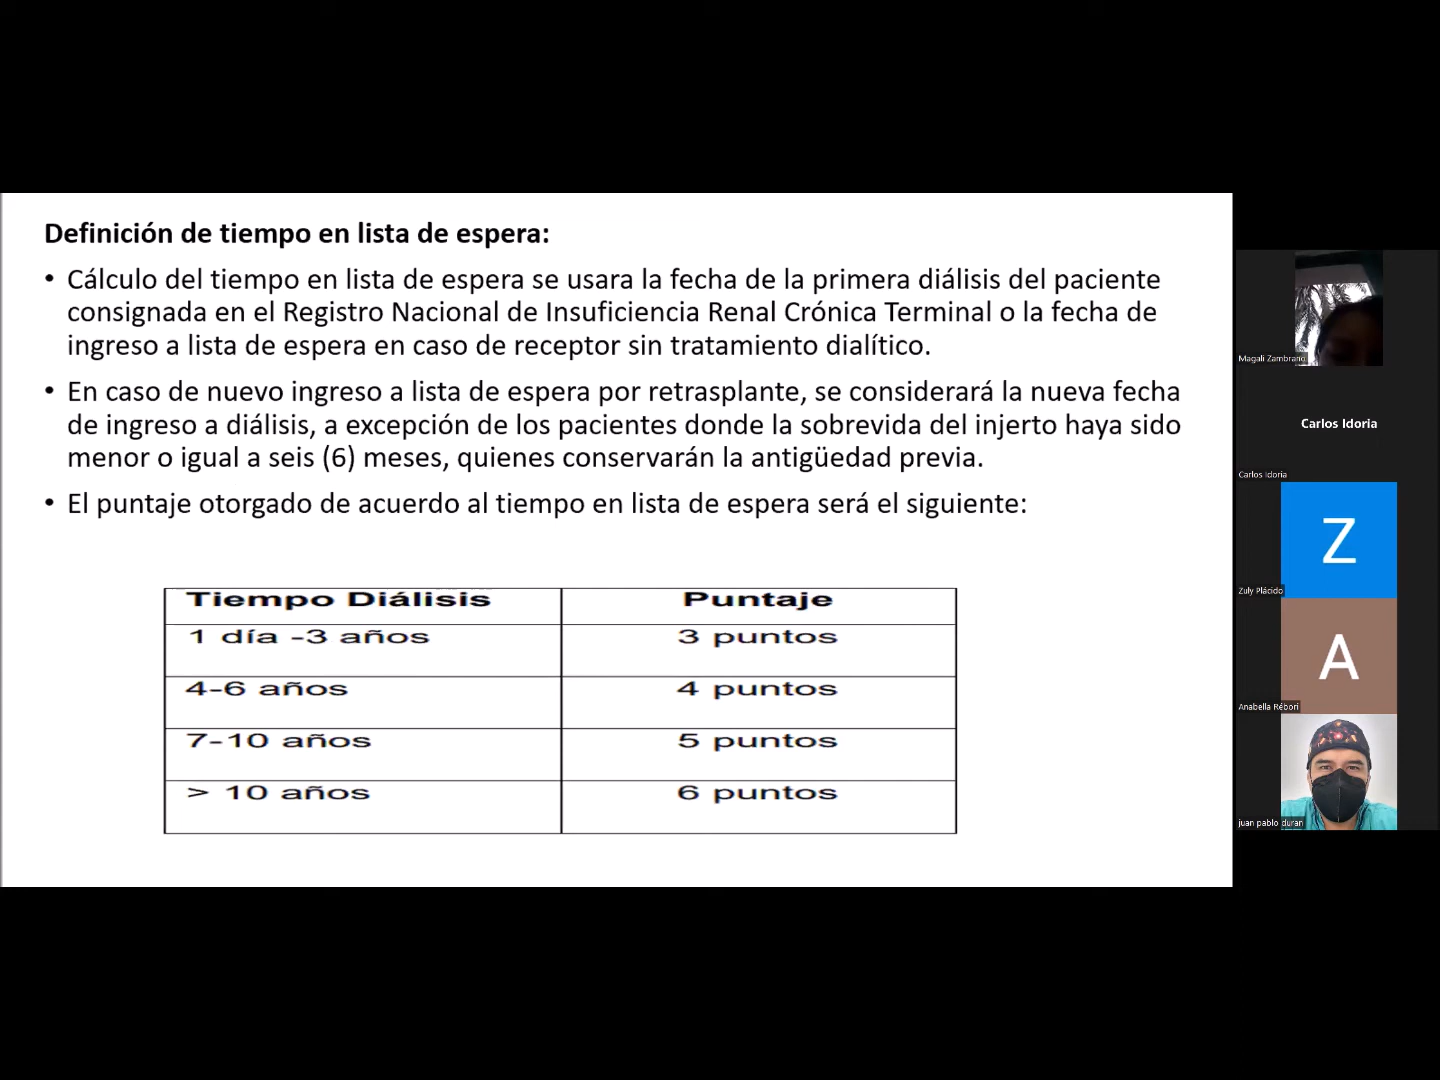 Definición de tiempo en lista de espera:
• Cálculo del tiempo en lista de espera se usara la fecha de la primera diálisis del paciente
consignada en el Registro Nacional de Insuficiencia Renal Crónica Terminal o la fecha de
ingreso a lista de espera en caso de receptor sin tratamiento dialítico.
• En caso de nuevo ingreso a lista de espera por retrasplante, se considerará la nueva fecha
de ingreso a diálisis, a excepción de los pacientes donde la sobrevida del injerto haya sido
menor o igual a seis (6) meses, quienes conservarán la antigüedad previa.
• El puntaje otorgado de acuerdo al tiempo en lista de espera será el siguiente:
Tiempo Diálisis Puntaje
1 día -3 años 3 puntos
4-6 años 4 puntos
7-10 años 5 puntos
> 10 años 6 puntos
Magali Zambrano
Carlos Idoria
Carlos Idoria
Z
Zuly Plácido
A
Anabella Rébori
juan pablo duran